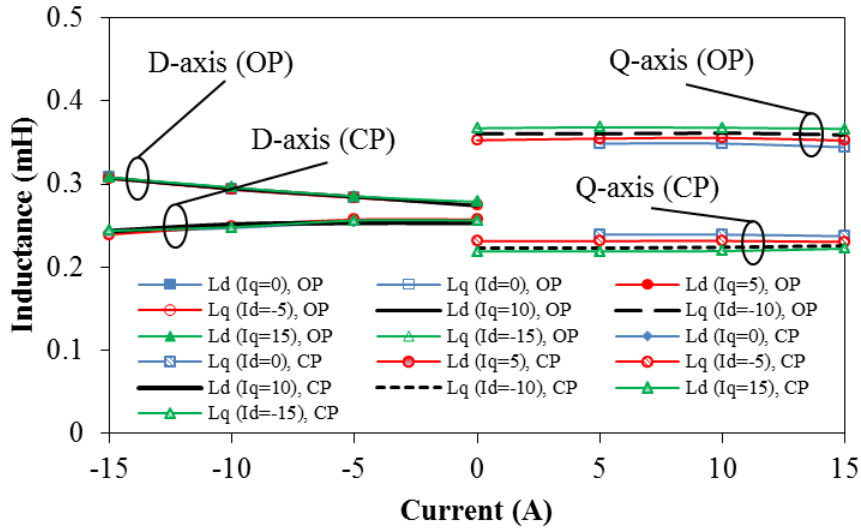 0.5
D-axis (OP)
Q-axis (OP)
0.4
D-axis (CP)
0.3
Q-axis (CP)
0.2
Inductance (mH)
Ld (Iq=0), OP
Lq (Id=0), OP
Ld (Iq=5), OP
Lq (Id=-5), OP
Ld (Iq=10), OP
Lq (Id=-10), OP
Ld (Iq=15), OP
Lq (Id=-15), OP
Ld (Iq=0), CP
0.1
Lq (Id=0), CP
Ld (Iq=5), CP
Lq (Id=-5), CP
Ld (Iq=10), CP
Lq (Id=-10), CP
Ld (Iq=15), CP
Lq (Id=-15), CP
0
-15 -10 -5 0 5 10 15
Current (A)